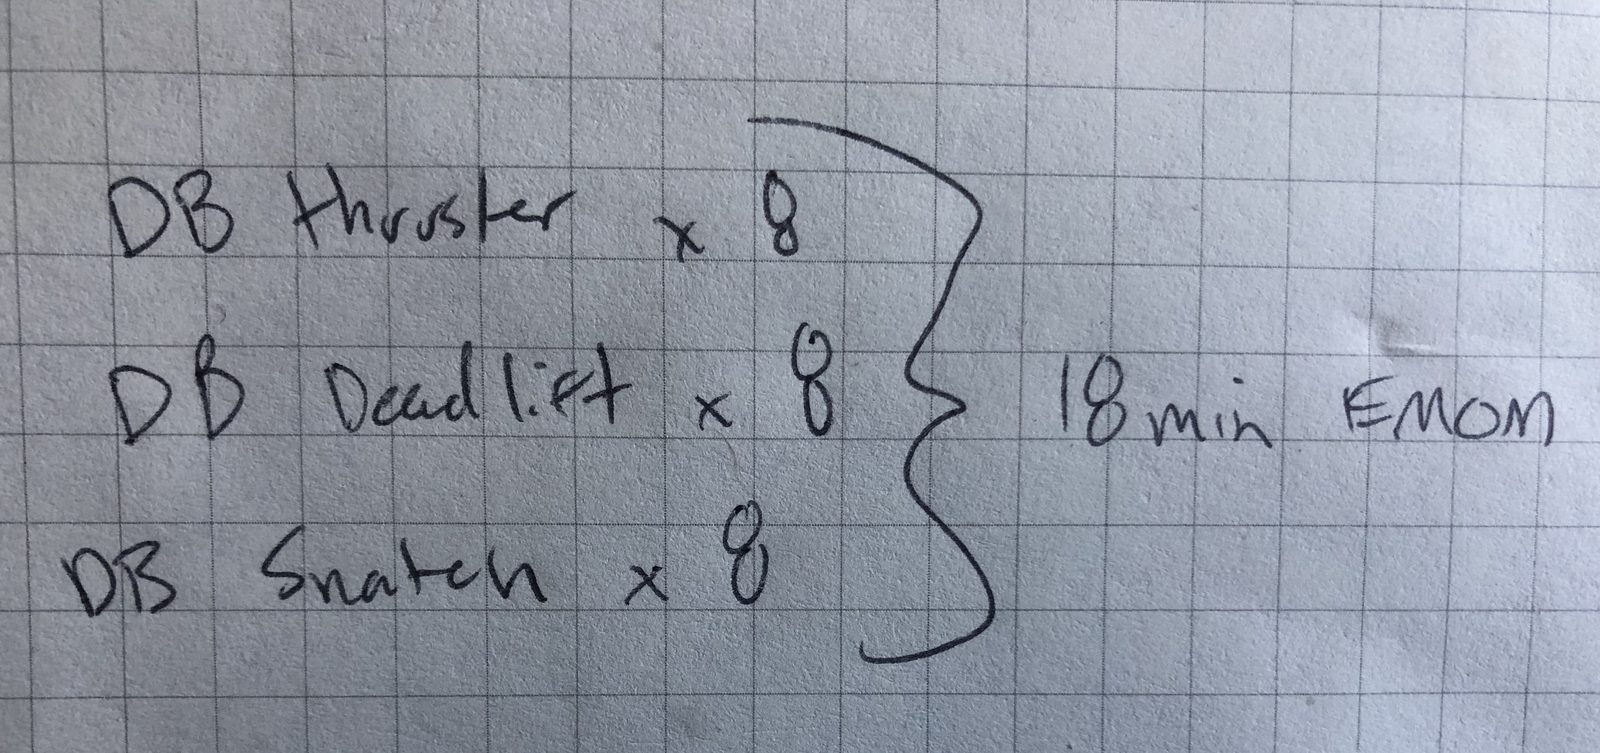 DB thruster x 8
DB Deadlift x 8
18 min EMOM
DB Snatch x 8